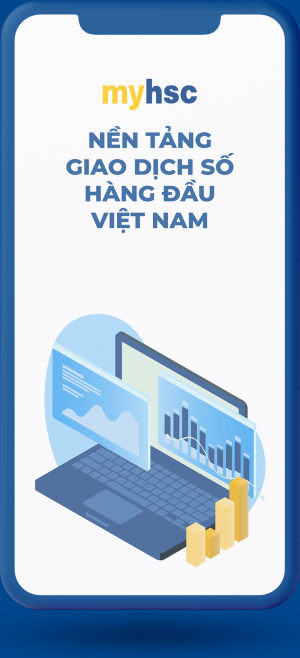 myhsc
NỀN TẢNG
GIAO DỊCH SỐ
HÀNG ĐẦU
VIỆT NAM